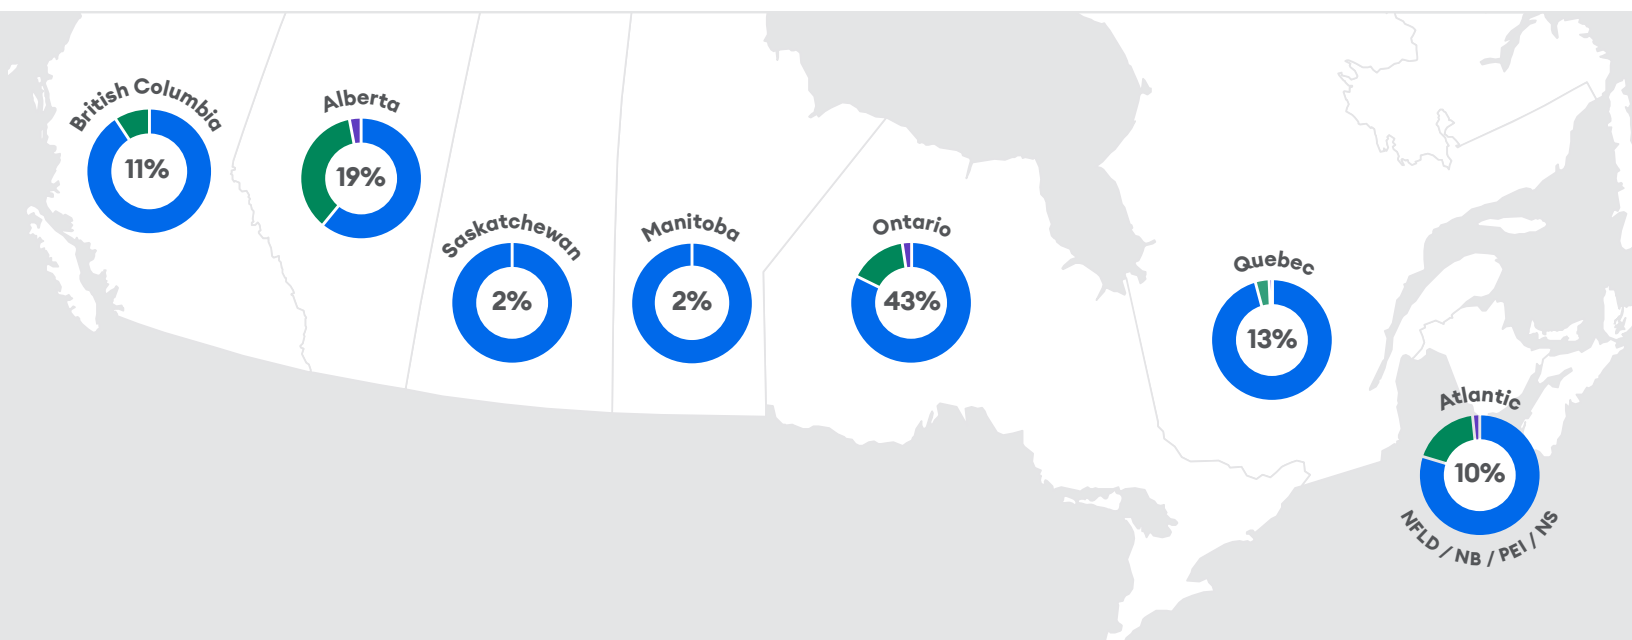 British Columbia
11%
Alberta
19%
Saskatchewan
2%
Manitoba
2%
Ontario
43%
Quebec
13%
Atlantic
10%
NFLD / NB / PEI / NS